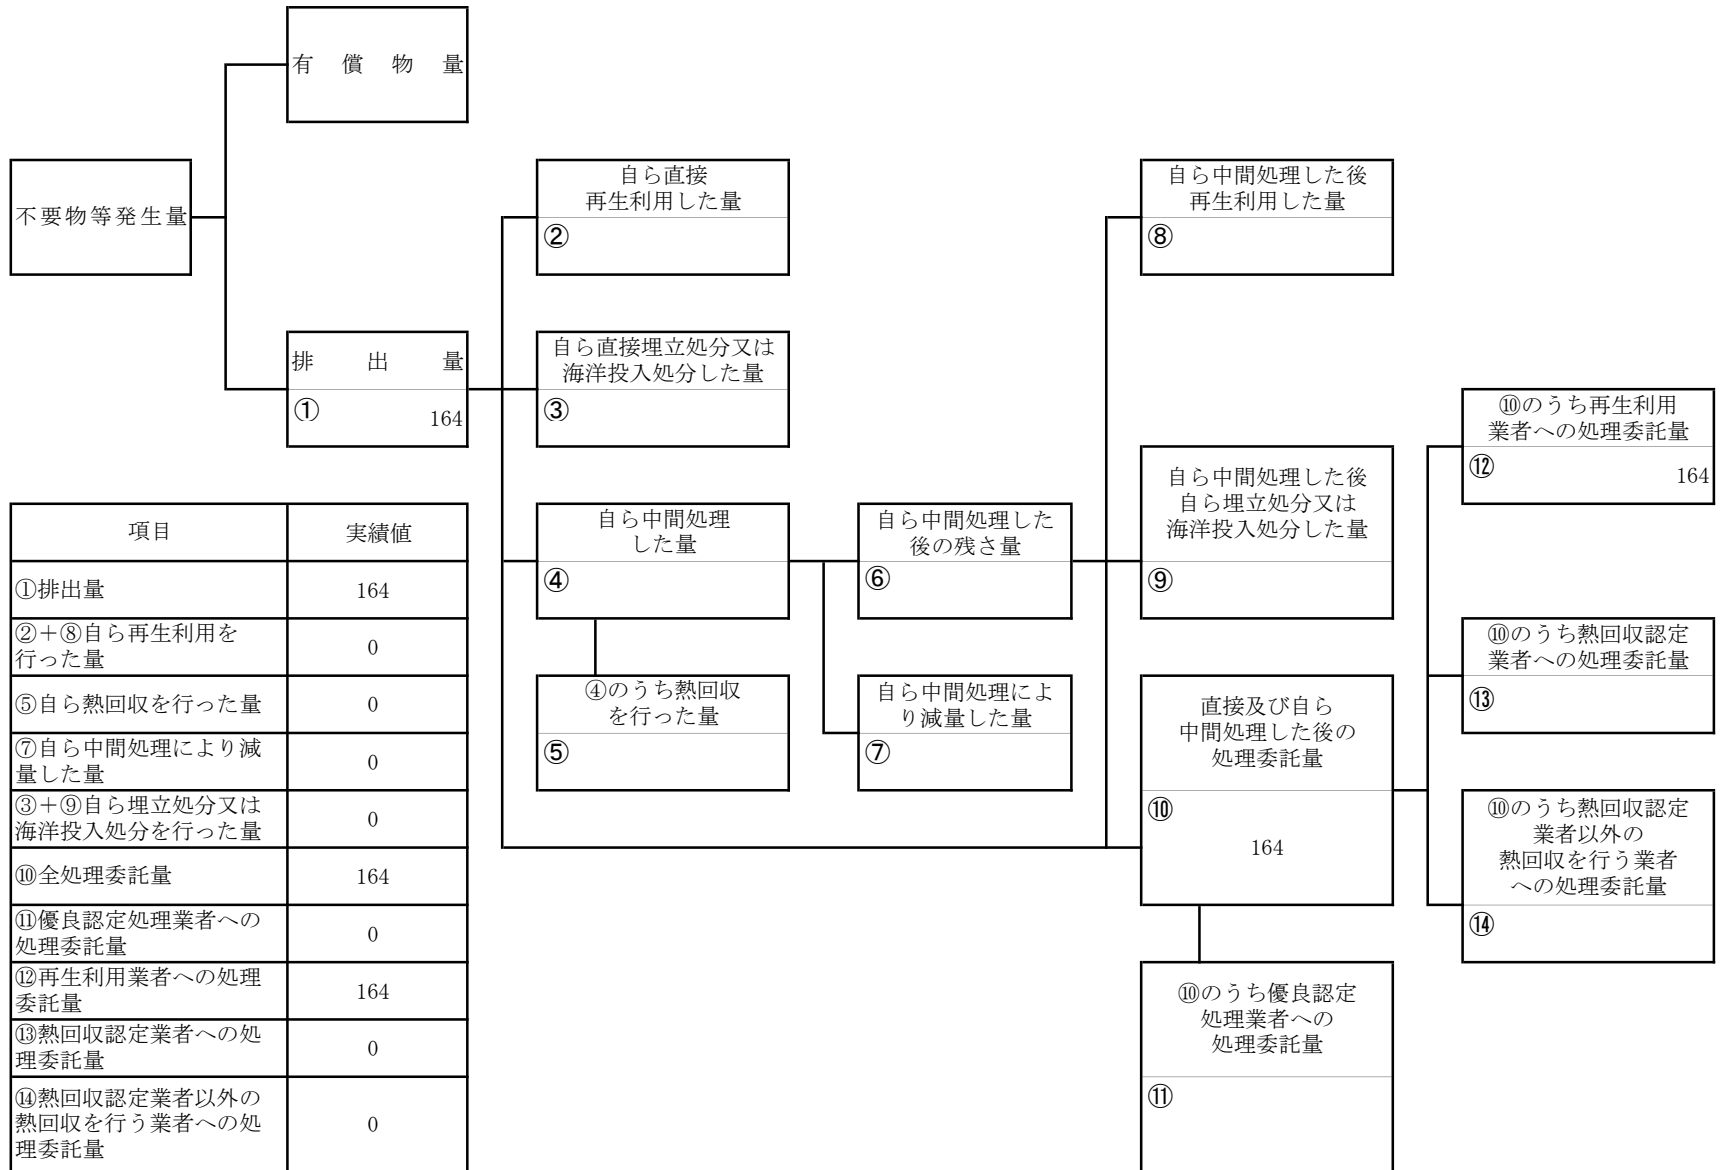 有償物量
不要物等発生量
排出量
①
164
自ら直接
再生利用した量
②
自ら直接埋立処分又は
海洋投入処分した量
③
自ら中間処理
した量
④
④のうち熱回収
を行った量
⑤
自ら中間処理した
後の残さ量
⑥
自ら中間処理によ
り減量した量
⑦
自ら中間処理した後
再生利用した量
⑧
自ら中間処理した後
自ら埋立処分又は
海洋投入処分した量
⑨
直接及び自ら
中間処理した後の
処理委託量
⑩
164
⑩のうち優良認定
処理業者への
処理委託量
⑪
⑩のうち再生利用
業者への処理委託量
⑫
164
⑩のうち熱回収認定
業者への処理委託量
⑬
⑩のうち熱回収認定
業者以外の
熱回収を行う業者
への処理委託量
⑭
項目
実績値
①排出量
164
②＋⑧自ら再生利用を
行った量
0
⑤自ら熱回収を行った量
0
⑦自ら中間処理により減
量した量
0
③＋⑨自ら埋立処分又は
海洋投入処分を行った量
0
⑩全処理委託量
164
⑪優良認定処理業者への
処理委託量
0
⑫再生利用業者への処理
委託量
164
⑬熱回収認定業者への処
理委託量
0
⑭熱回収認定業者以外の
熱回収を行う業者への処
理委託量
0